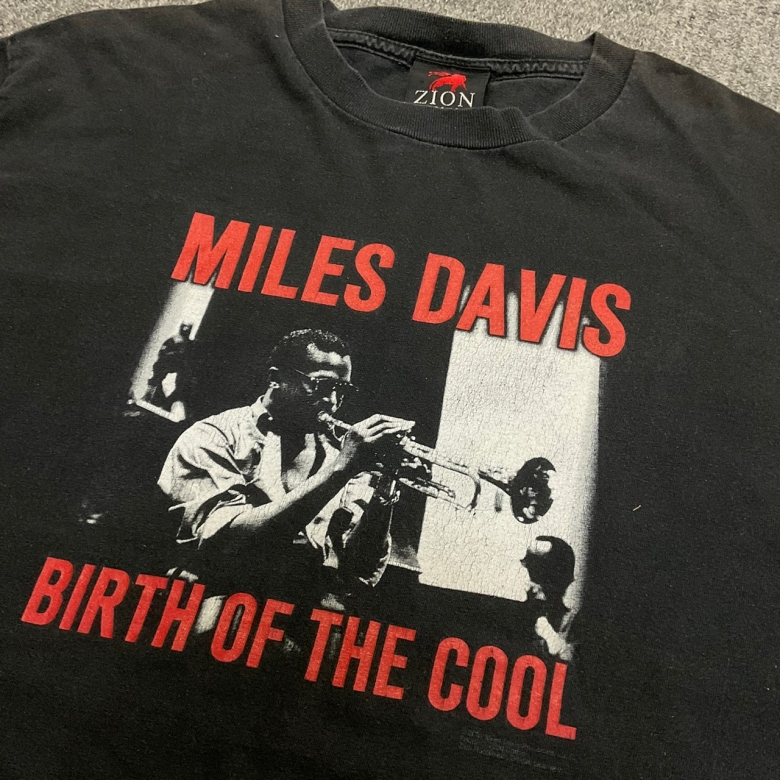 ZION
MILES DAVIS
BIRTH OF THE COOL